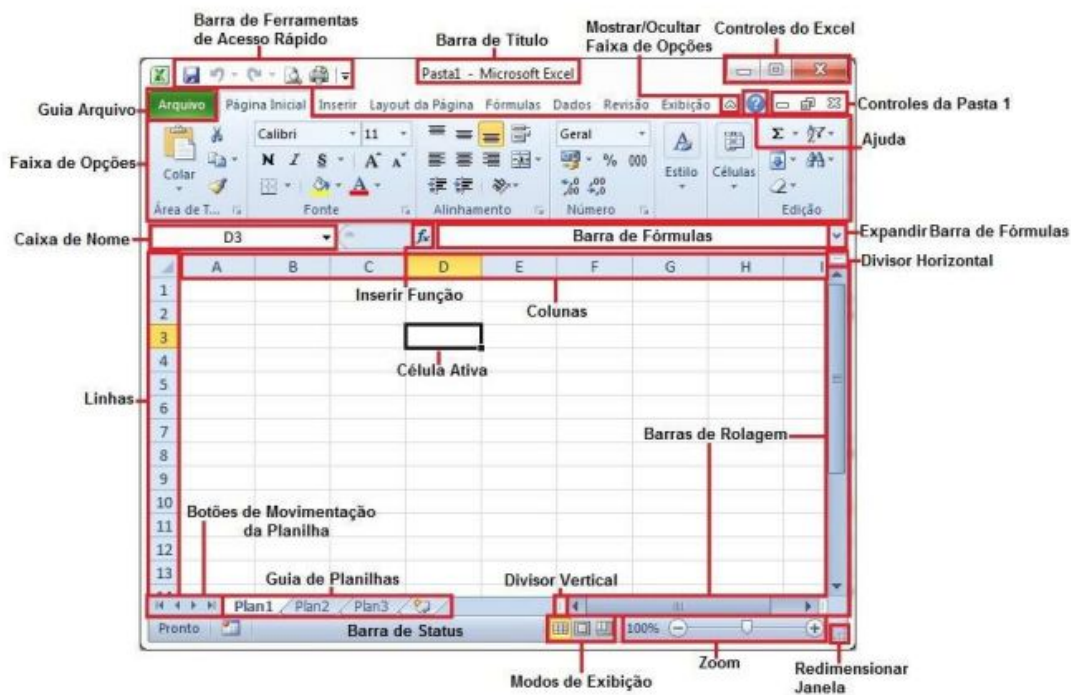 Barra de Ferramentas
de Acesso Rápido
Barra de Título
Mostrar/Ocultar
Faixa de Opções
Controles do Excel
Pasta1 - Microsoft Excel
Guia Arquivo
Arquivo Página Inicial Inserir Layout da Página Fórmulas Dados Revisão Exibição
Controles da Pasta 1
Ajuda
Faixa de Opções
Colar
Calibri 11
N I S A A
A
Geral
% 000
Estilo
Células
Σ
Área de T... Fonte Alinhamento Número Edição
Caixa de Nome
D3
fx
Barra de Fórmulas
Expandir Barra de Fórmulas
Divisor Horizontal
A B C D E F G H I
1
Inserir Função
2
Colunas
3
4
Célula Ativa
5
Linhas
6
7
Barras de Rolagem
8
9
10
Botões de Movimentação
da Planilha
11
12
13
Guia de Planilhas
Divisor Vertical
Plan1 Plan2 Plan3
Pronto
Barra de Status
100%
Modos de Exibição
Zoom
Redimensionar
Janela